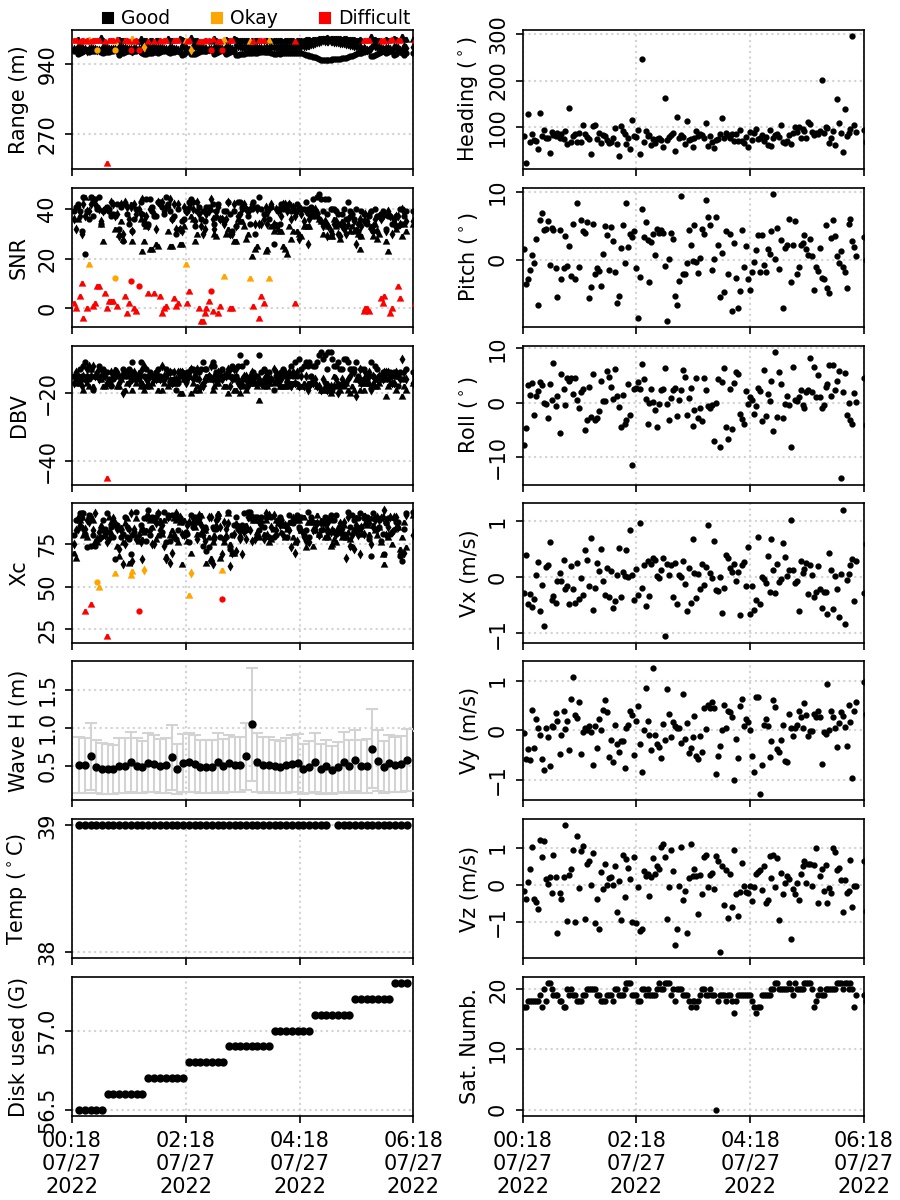 Good Okay Difficult
Range (m)
940
270
Heading (°)
300
200
100
SNR
40
20
0
Pitch (°)
10
0
DBV
−20
−40
Roll (°)
10
0
−10
Xc
75
50
25
Vx (m/s)
1
0
−1
Wave H (m)
1.5
1.0
0.5
Vy (m/s)
1
0
−1
Temp (°C)
39
38
Vz (m/s)
1
0
−1
Disk used (G)
57.0
56.5
Sat. Numb.
20
10
0
00:18 02:18 04:18 06:18
07/27 07/27 07/27 07/27
2022 2022 2022 2022
00:18 02:18 04:18 06:18
07/27 07/27 07/27 07/27
2022 2022 2022 2022